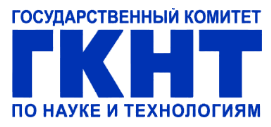 ГОСУДАРСТВЕННЫЙ КОМИТЕТ
ГКНТ
ПО НАУКЕ И ТЕХНОЛОГИЯМ